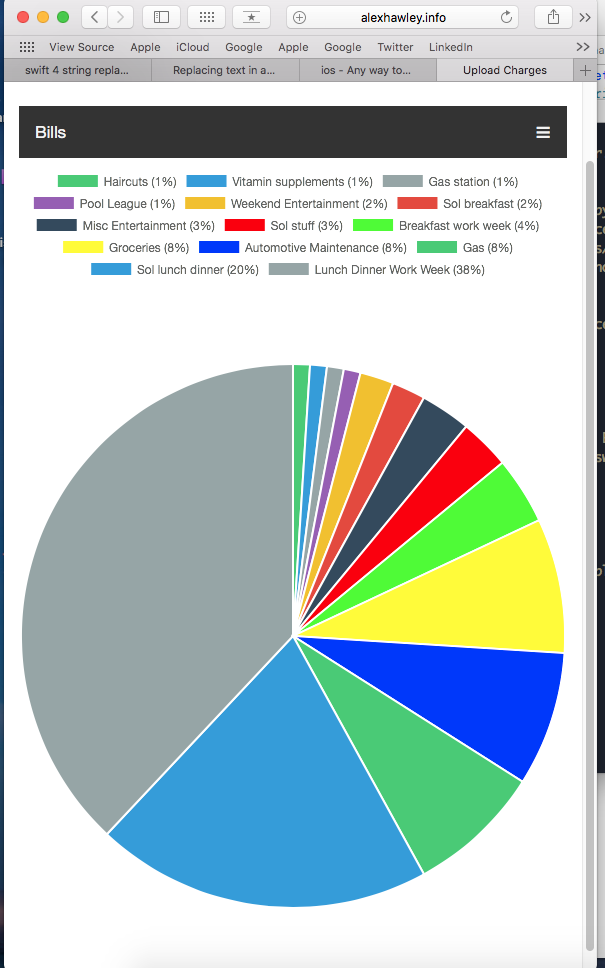 alexhawley.info
View Source Apple iCloud Google Apple Google Twitter LinkedIn
swift 4 string repla... Replacing text in a... ios - Any way to... Upload Charges
Bills
Haircuts (1%) Vitamin supplements (1%) Gas station (1%)
Pool League (1%) Weekend Entertainment (2%) Sol breakfast (2%)
Misc Entertainment (3%) Sol stuff (3%) Breakfast work week (4%)
Groceries (8%) Automotive Maintenance (8%) Gas (8%)
Sol lunch dinner (20%) Lunch Dinner Work Week (38%)